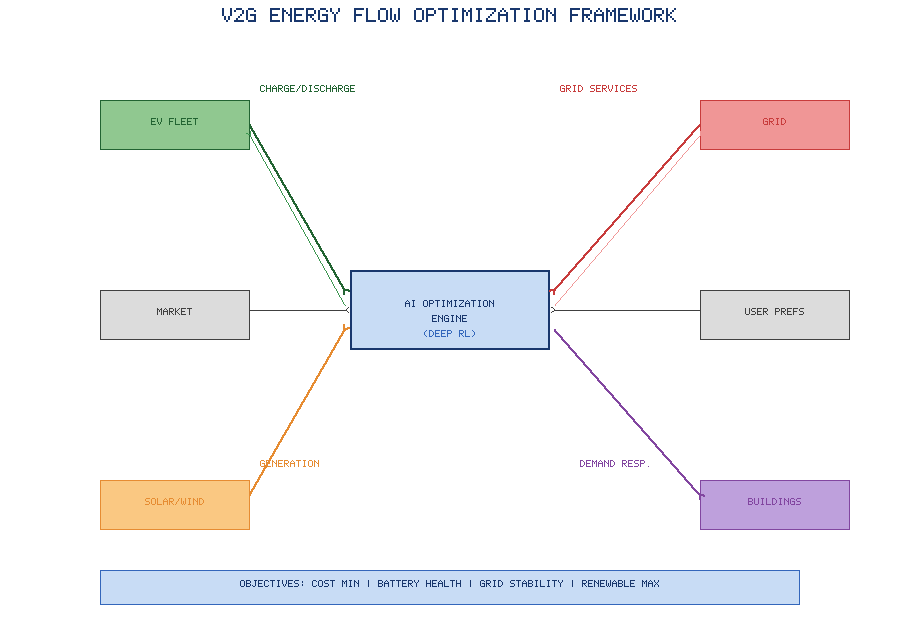 V2G ENERGY FLOW OPTIMIZATION FRAMEWORK
CHARGE/DISCHARGE
GRID SERVICES
EV FLEET
GRID
MARKET
AI OPTIMIZATION
ENGINE
(DEEP RL)
USER PREFS
GENERATION
DEMAND RESP.
SOLAR/WIND
BUILDINGS
OBJECTIVES: COST MIN | BATTERY HEALTH | GRID STABILITY | RENEWABLE MAX